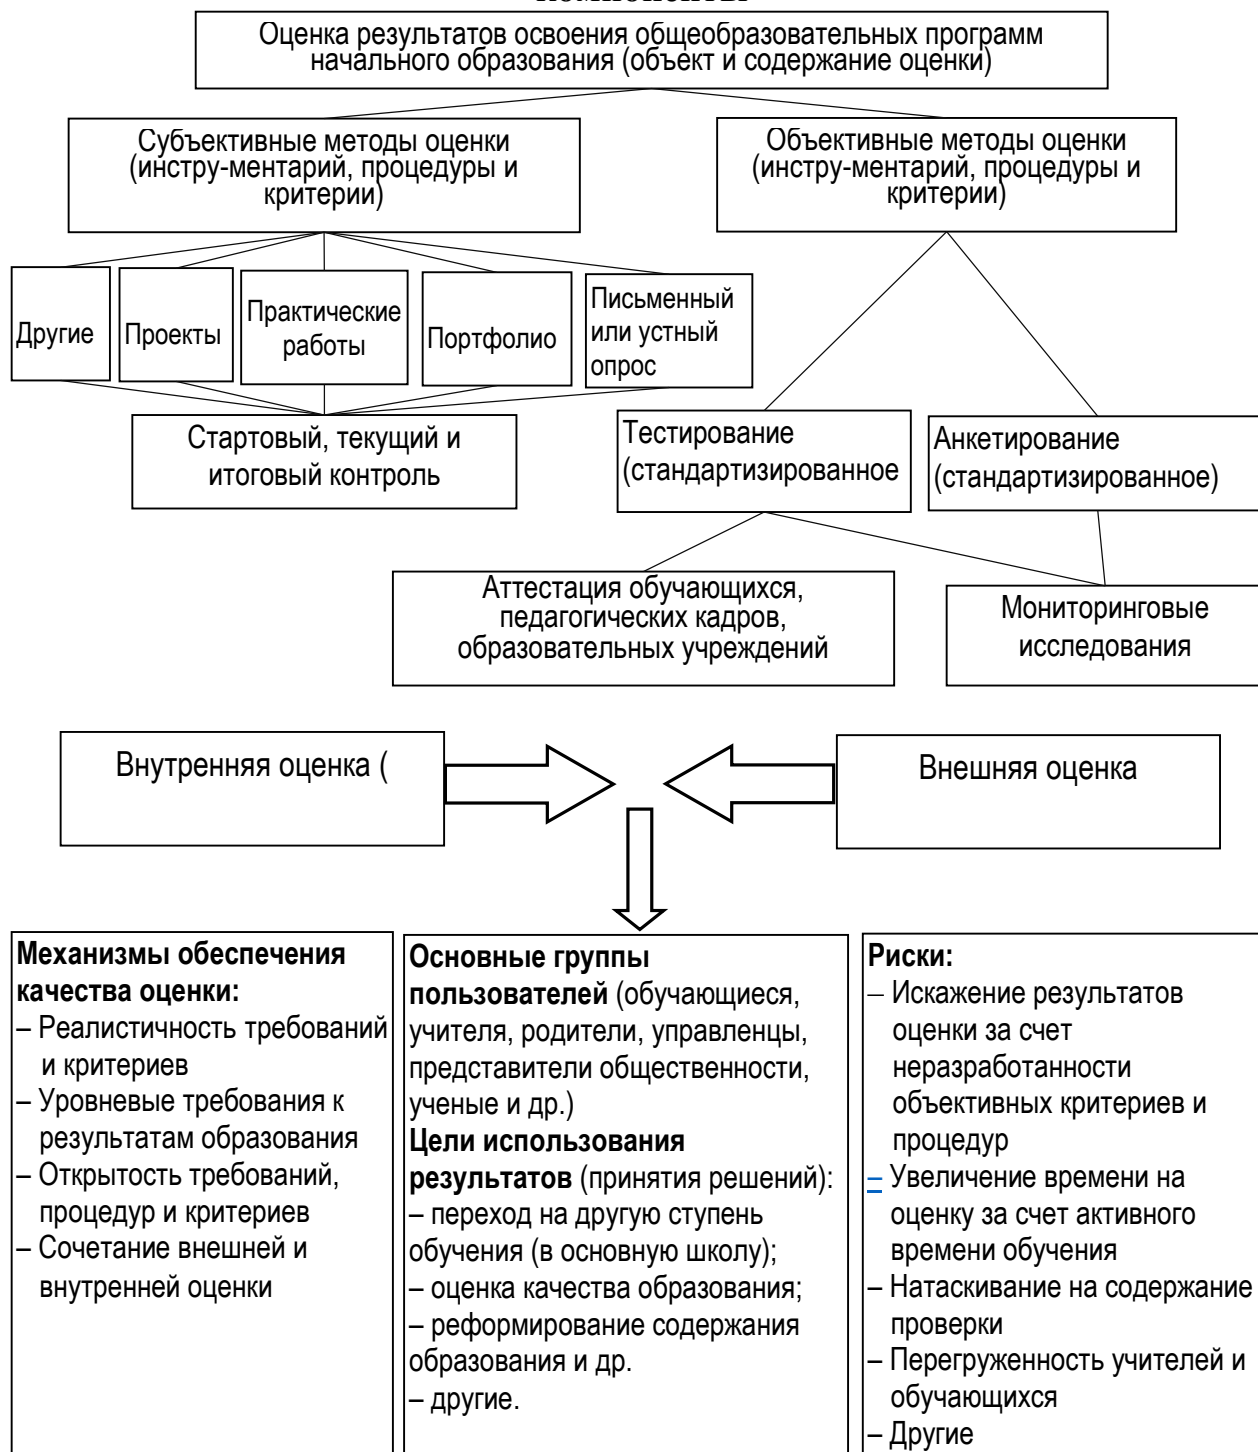 Оценка результатов освоения общеобразовательных программ
начального образования (объект и содержание оценки)
Субъективные методы оценки
(инстру-ментарий, процедуры и
критерии)
Объективные методы оценки
(инстру-ментарий, процедуры и
критерии)
Другие
Проекты
Практические
работы
Портфолио
Письменный
или устный
опрос
Стартовый, текущий и
итоговый контроль
Тестирование
(стандартизированное
Анкетирование
(стандартизированное)
Аттестация обучающихся,
педагогических кадров,
образовательных учреждений
Мониторинговые
исследования
Внутренняя оценка (
Внешняя оценка
Механизмы обеспечения
качества оценки:
– Реалистичность требований
и критериев
– Уровневые требования к
результатам образования
– Открытость требований,
процедур и критериев
– Сочетание внешней и
внутренней оценки
Основные группы
пользователей (обучающиеся,
учителя, родители, управленцы,
представители общественности,
ученые и др.)
Цели использования
результатов (принятия решений):
– переход на другую ступень
обучения (в основную школу);
– оценка качества образования;
– реформирование содержания
образования и др.
– другие.
Риски:
– Искажение результатов
оценки за счет
неразработанности
объективных критериев и
процедур
– Увеличение времени на
оценку за счет активного
времени обучения
– Натаскивание на содержание
проверки
– Перегруженность учителей и
обучающихся
– Другие